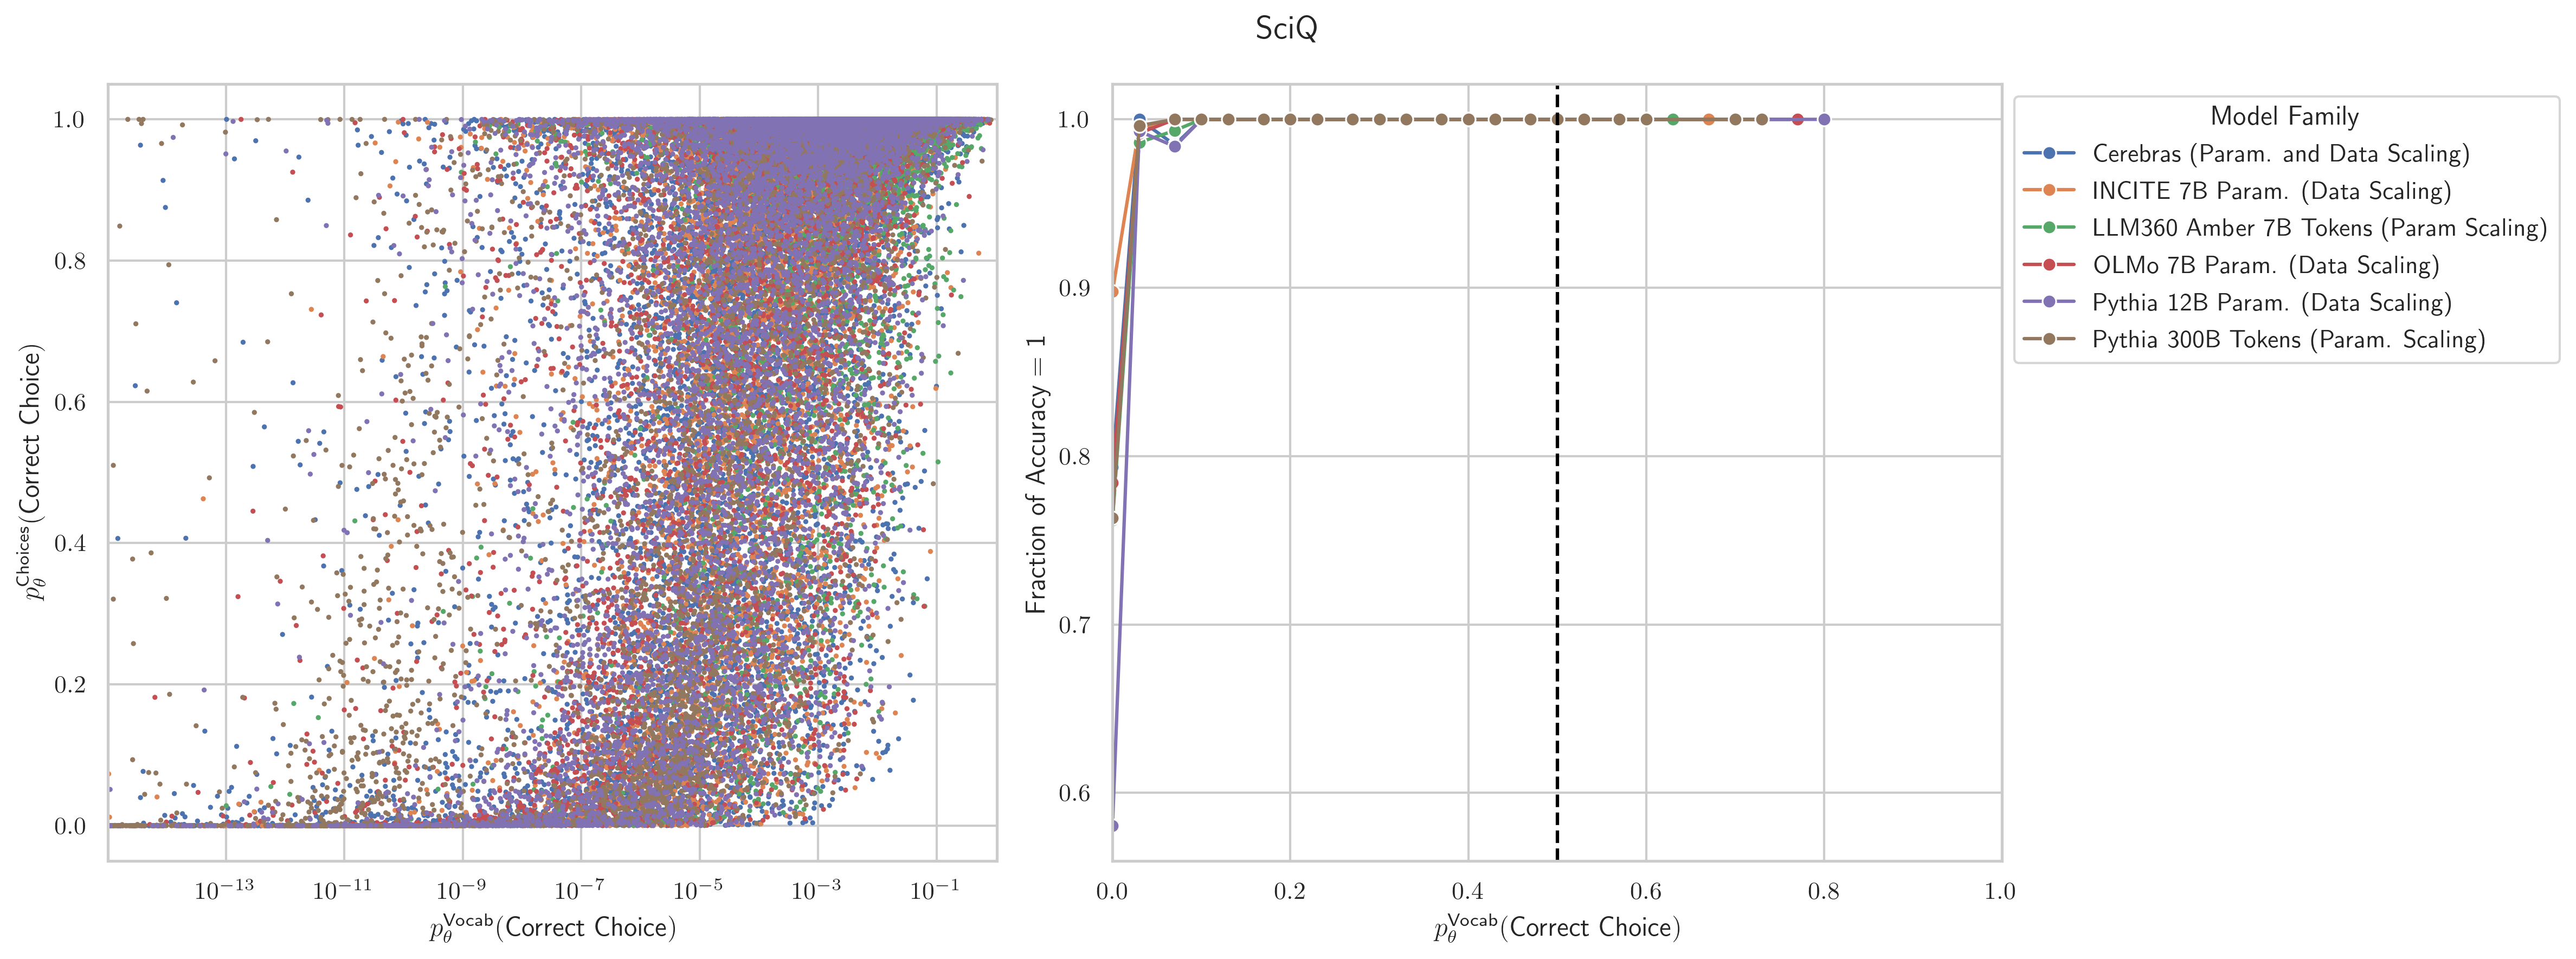 SciQ
1.0
0.8
0.6
0.4
0.2
0.0
p_θ^Choices(Correct Choice)
10^−13
10^−11
10^−9
10^−7
10^−5
10^−3
10^−1
p_θ^Vocab(Correct Choice)
1.0
0.9
0.8
0.7
0.6
Fraction of Accuracy = 1
0.0
0.2
0.4
0.6
0.8
1.0
p_θ^Vocab(Correct Choice)
Model Family
Cerebras (Param. and Data Scaling)
INCITE 7B Param. (Data Scaling)
LLM360 Amber 7B Tokens (Param Scaling)
OLMo 7B Param. (Data Scaling)
Pythia 12B Param. (Data Scaling)
Pythia 300B Tokens (Param. Scaling)